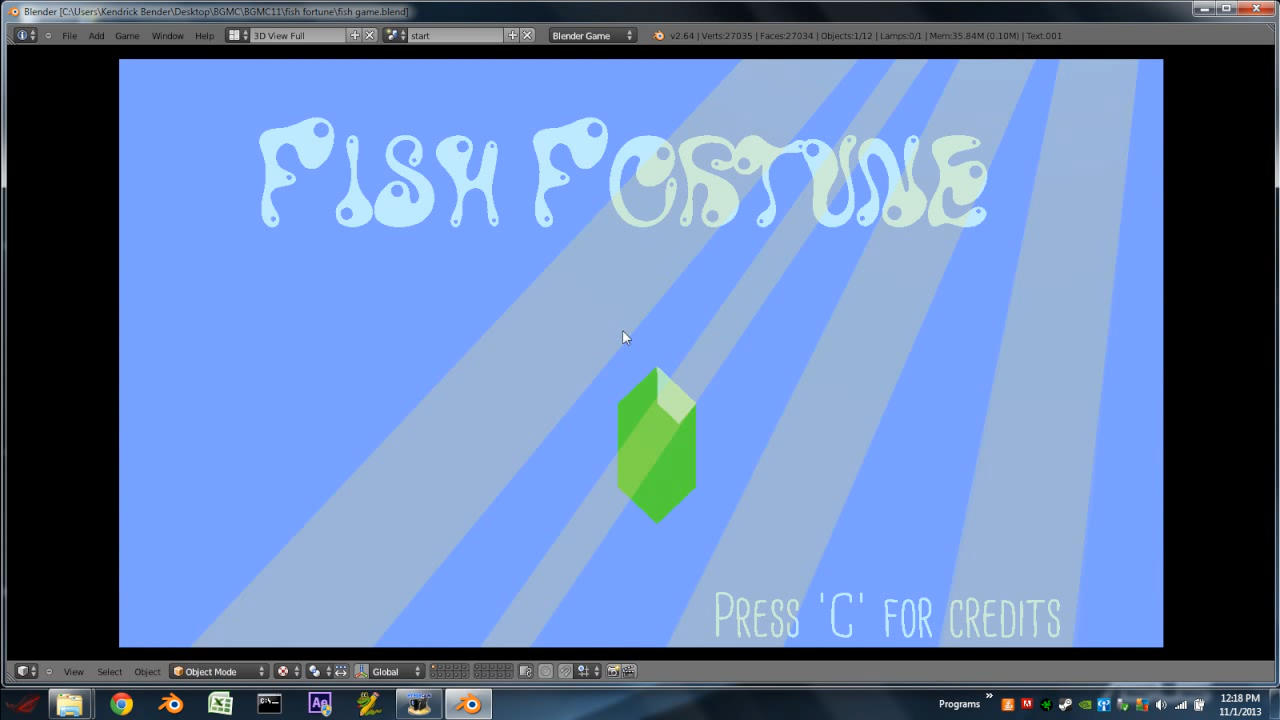 Blender [C:\Users\Kendrick Bender\Desktop\BGMC\BGMC11\fish fortune\fish game.blend]
File Add Game Window Help 3D View Full start Blender Game v2.64 | Verts:27035 | Faces:27034 | Objects:1/12 | Lamps:0/1 | Mem:35.84M (0.10M) | Text.001
Fish Fortune
Press 'C' for credits
View Select Object Object Mode Global
Ae Programs » 12:18 PM
11/1/2013